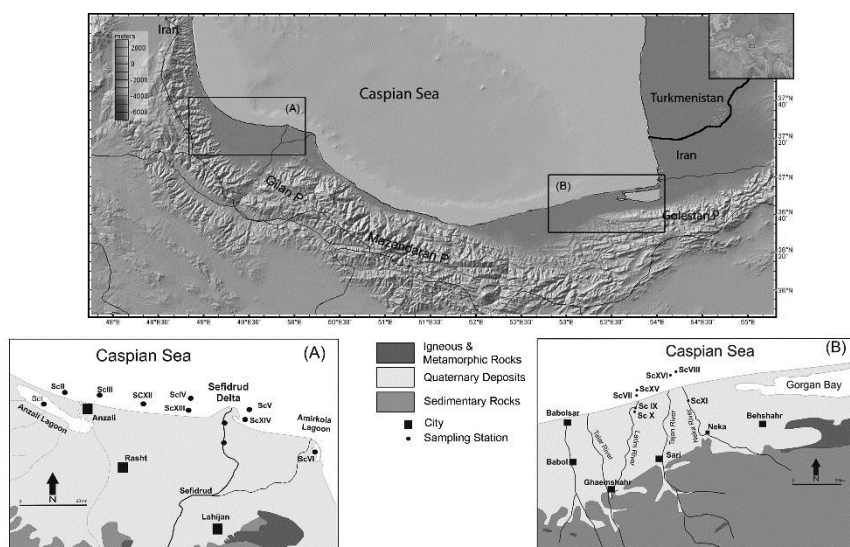 meters
3000
2000
0
-2000
-4000
-6000
Iran
Caspian Sea
Turkmenistan
Iran
(A)
(B)
Gilan P.
Mazandaran P.
Golestan P.
37°N
40'
37°N
20'
37°N
36°N
40'
36°N
20'
36°N
48°E
48°E30'
49°E
49°E30'
50°E
50°E30'
51°E
51°E30'
52°E
52°E30'
53°E
53°E30'
54°E
54°E30'
55°E
Caspian Sea
(A)
ScI
ScII
ScIII
ScXII
ScIV
ScXIII
Sefidrud
Delta
ScV
ScXIV
Amirkola
Lagoon
ScVI
Anzali Lagoon
Anzali
Rasht
Sefidrud
Lahijan
N
Igneous &
Metamorphic Rocks
Quaternary Deposits
Sedimentary Rocks
City
Sampling Station
Caspian Sea
(B)
ScXVI
ScVIII
ScXV
ScVII
Sc IX
Sc X
ScXI
Gorgan Bay
Babolsar
Talar River
Larim River
Tajan River
Neka River
Behshahr
Neka
Babol
Sari
Ghaemshahr
N